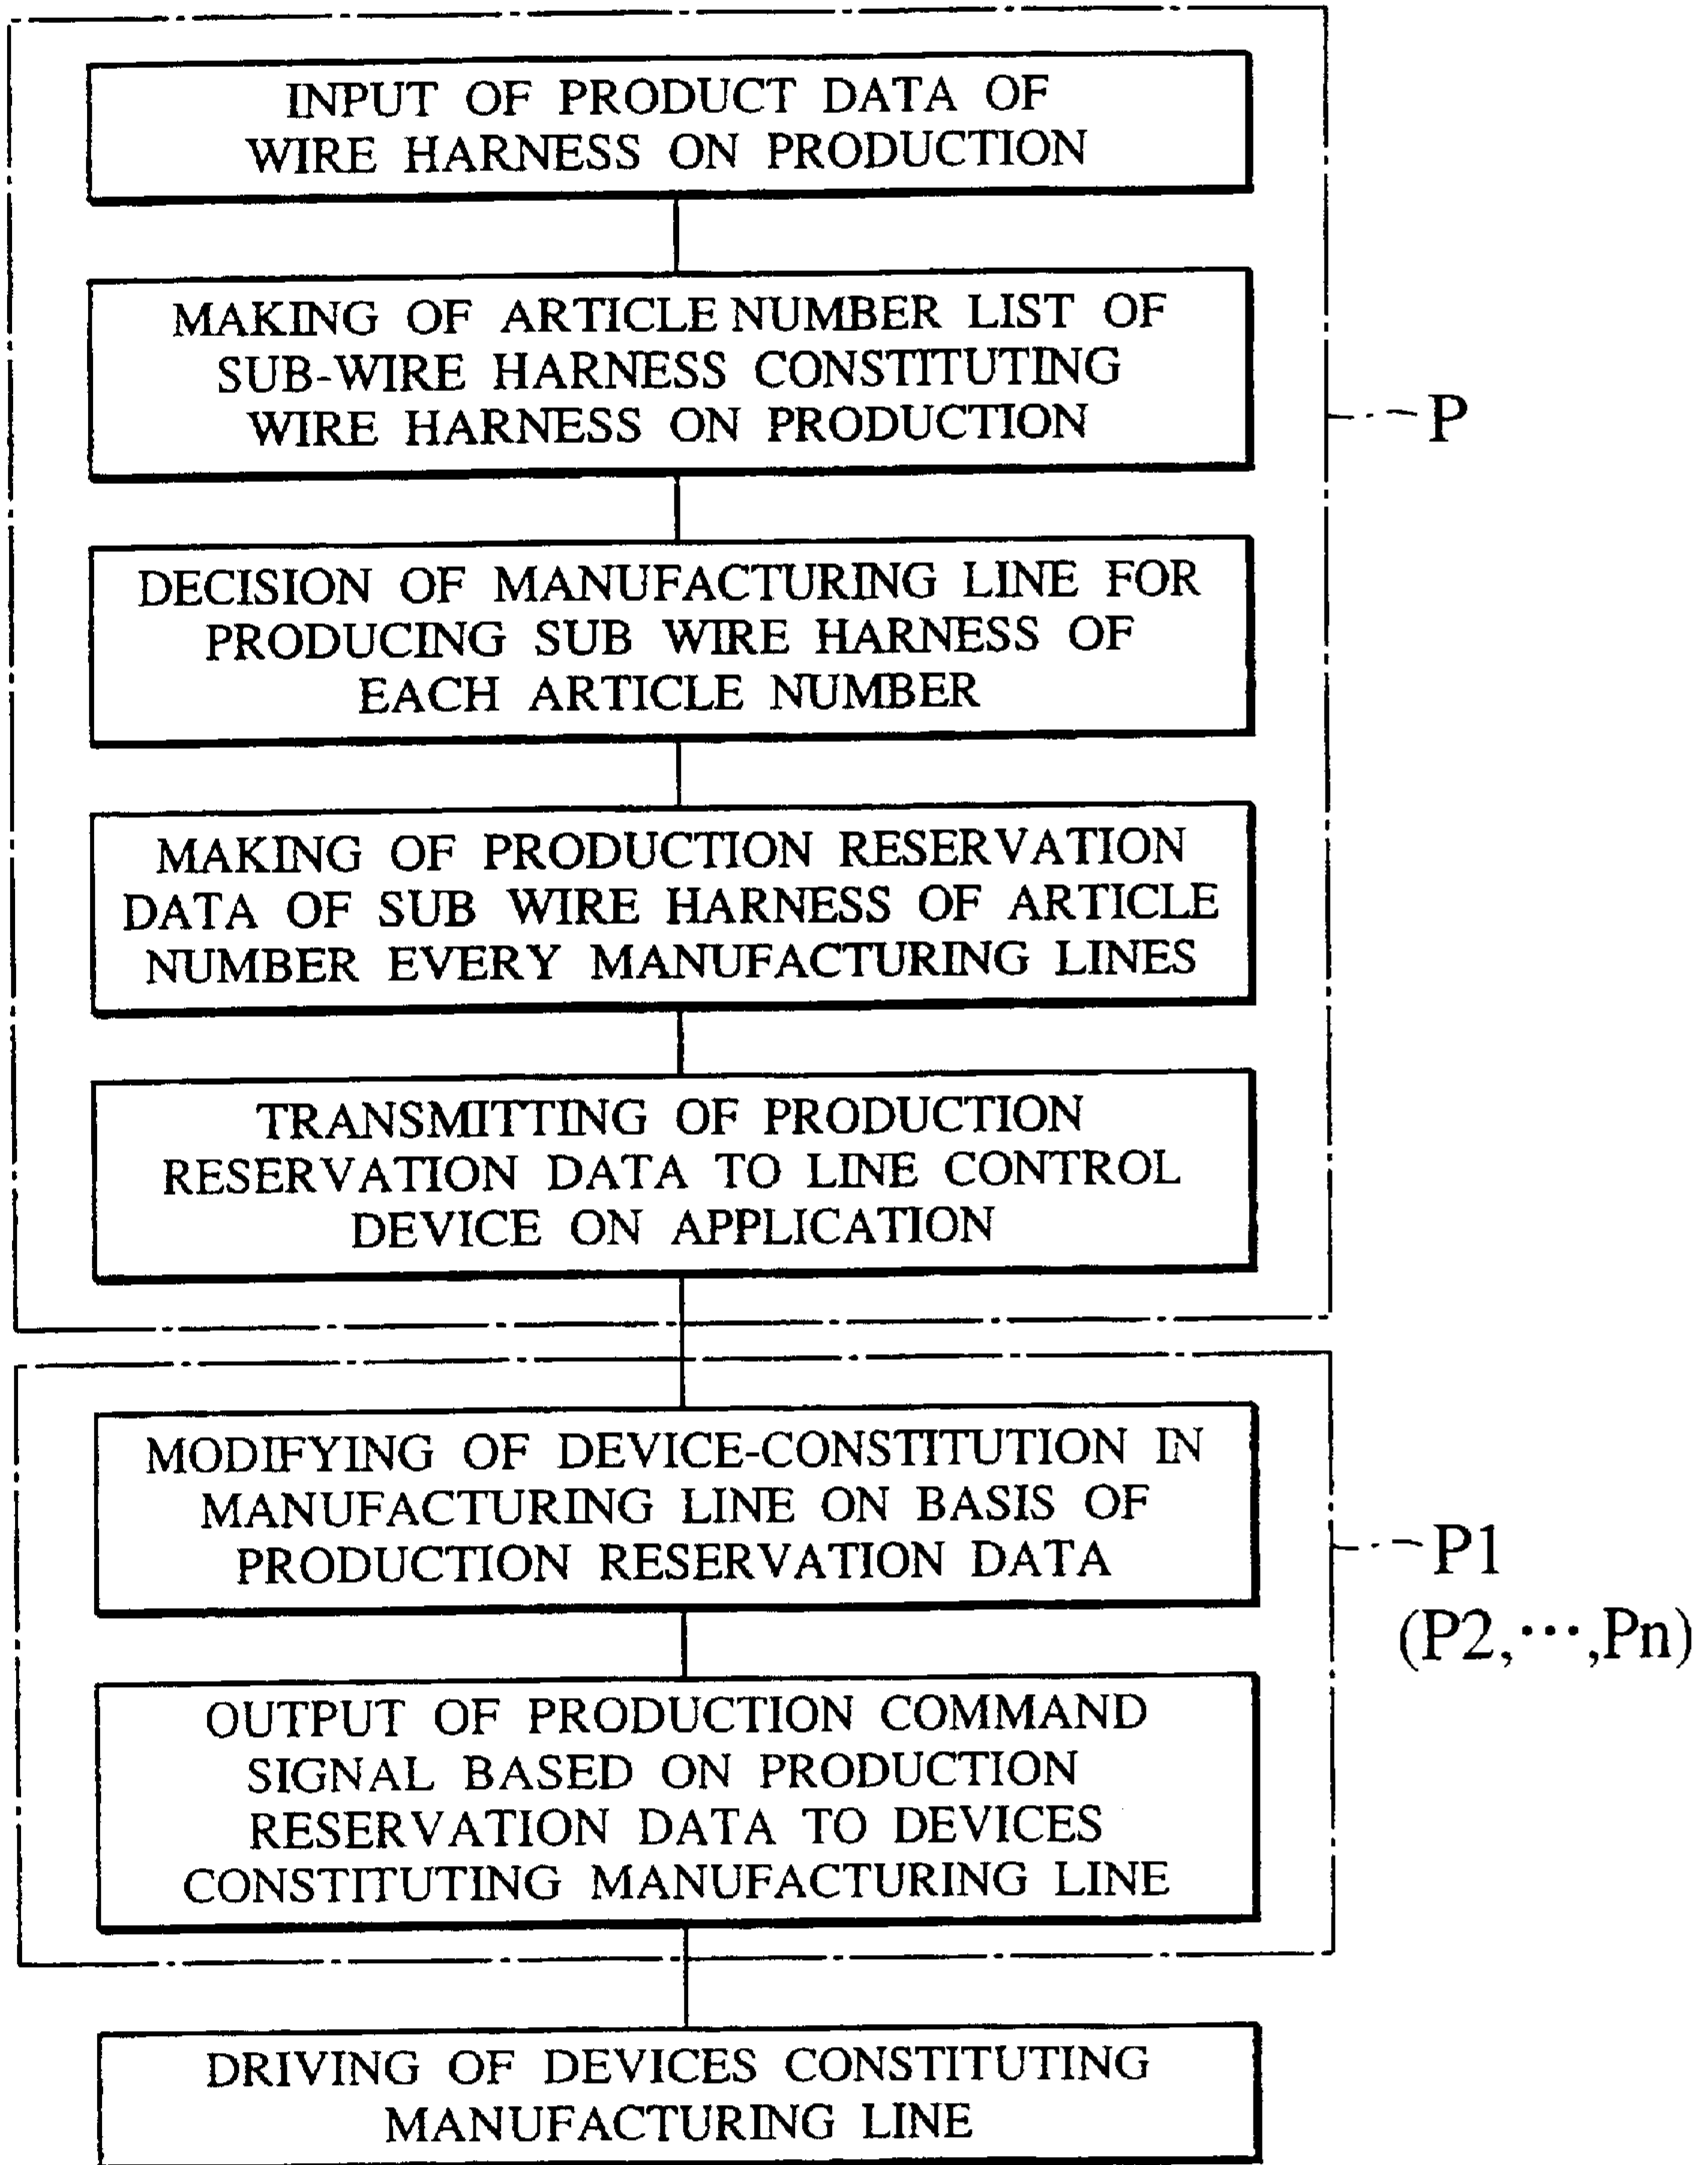 INPUT OF PRODUCT DATA OF
WIRE HARNESS ON PRODUCTION
MAKING OF ARTICLE NUMBER LIST OF
SUB-WIRE HARNESS CONSTITUTING
WIRE HARNESS ON PRODUCTION
P
DECISION OF MANUFACTURING LINE FOR
PRODUCING SUB WIRE HARNESS OF
EACH ARTICLE NUMBER
MAKING OF PRODUCTION RESERVATION
DATA OF SUB WIRE HARNESS OF ARTICLE
NUMBER EVERY MANUFACTURING LINES
TRANSMITTING OF PRODUCTION
RESERVATION DATA TO LINE CONTROL
DEVICE ON APPLICATION
MODIFYING OF DEVICE-CONSTITUTION IN
MANUFACTURING LINE ON BASIS OF
PRODUCTION RESERVATION DATA
P1
(P2,···,Pn)
OUTPUT OF PRODUCTION COMMAND
SIGNAL BASED ON PRODUCTION
RESERVATION DATA TO DEVICES
CONSTITUTING MANUFACTURING LINE
DRIVING OF DEVICES CONSTITUTING
MANUFACTURING LINE